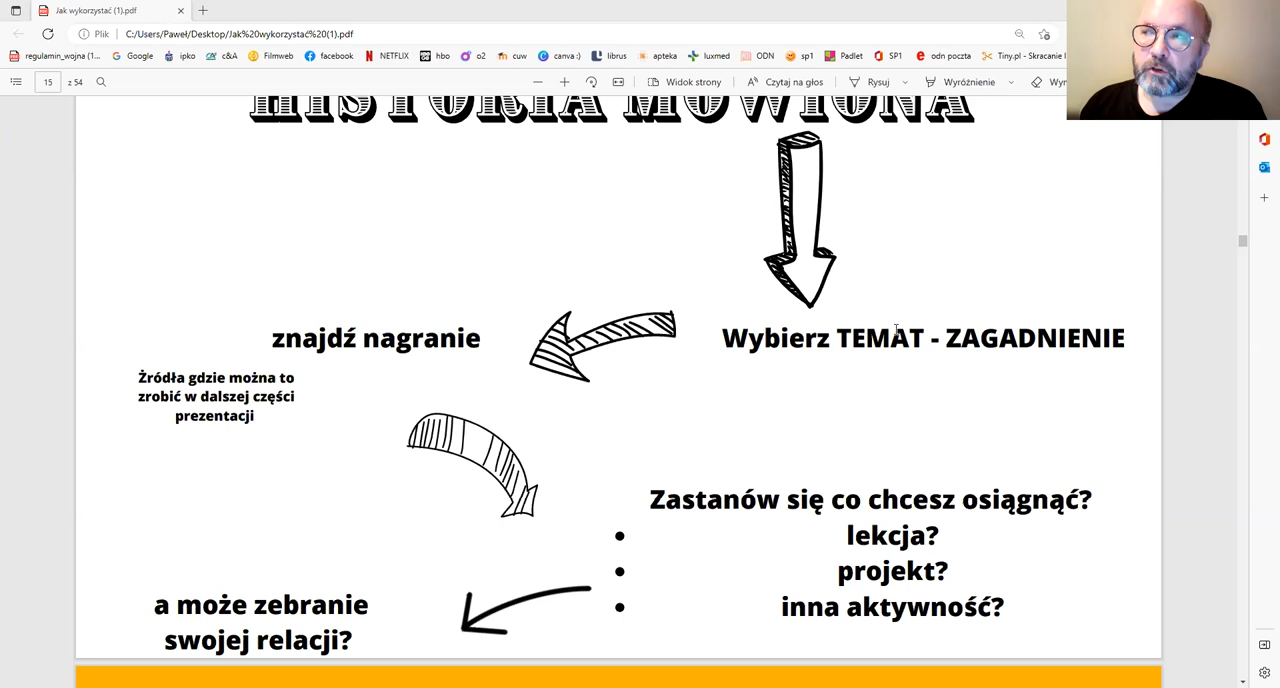 Jak wykorzystać (1).pdf
Plik
C:/Users/Paweł/Desktop/Jak%20wykorzystać%20(1).pdf
regulamin_wojna (1... Google ipko c&A Filmweb facebook NETFLIX hbo o2 cuw canva :) librus apteka luxmed ODN sp1 Padlet SP1 odn poczta Tiny.pl - Skracanie l
15 z 54 Widok strony Czytaj na głos Rysuj Wyróżnienie Wyr
HISTORIA MÓWIONA
znajdź nagranie
Wybierz TEMAT - ZAGADNIENIE
Żródła gdzie można to
zrobić w dalszej części
prezentacji
Zastanów się co chcesz osiągnąć?
• lekcja?
• projekt?
• inna aktywność?
a może zebranie
swojej relacji?